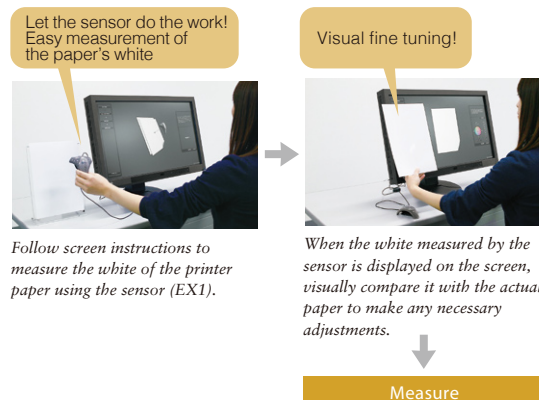 Let the sensor do the work!
Easy measurement of
the paper's white
Visual fine tuning!
Follow screen instructions to
measure the white of the printer
paper using the sensor (EX1).
When the white measured by the
sensor is displayed on the screen,
visually compare it with the actual
paper to make any necessary
adjustments.
Measure